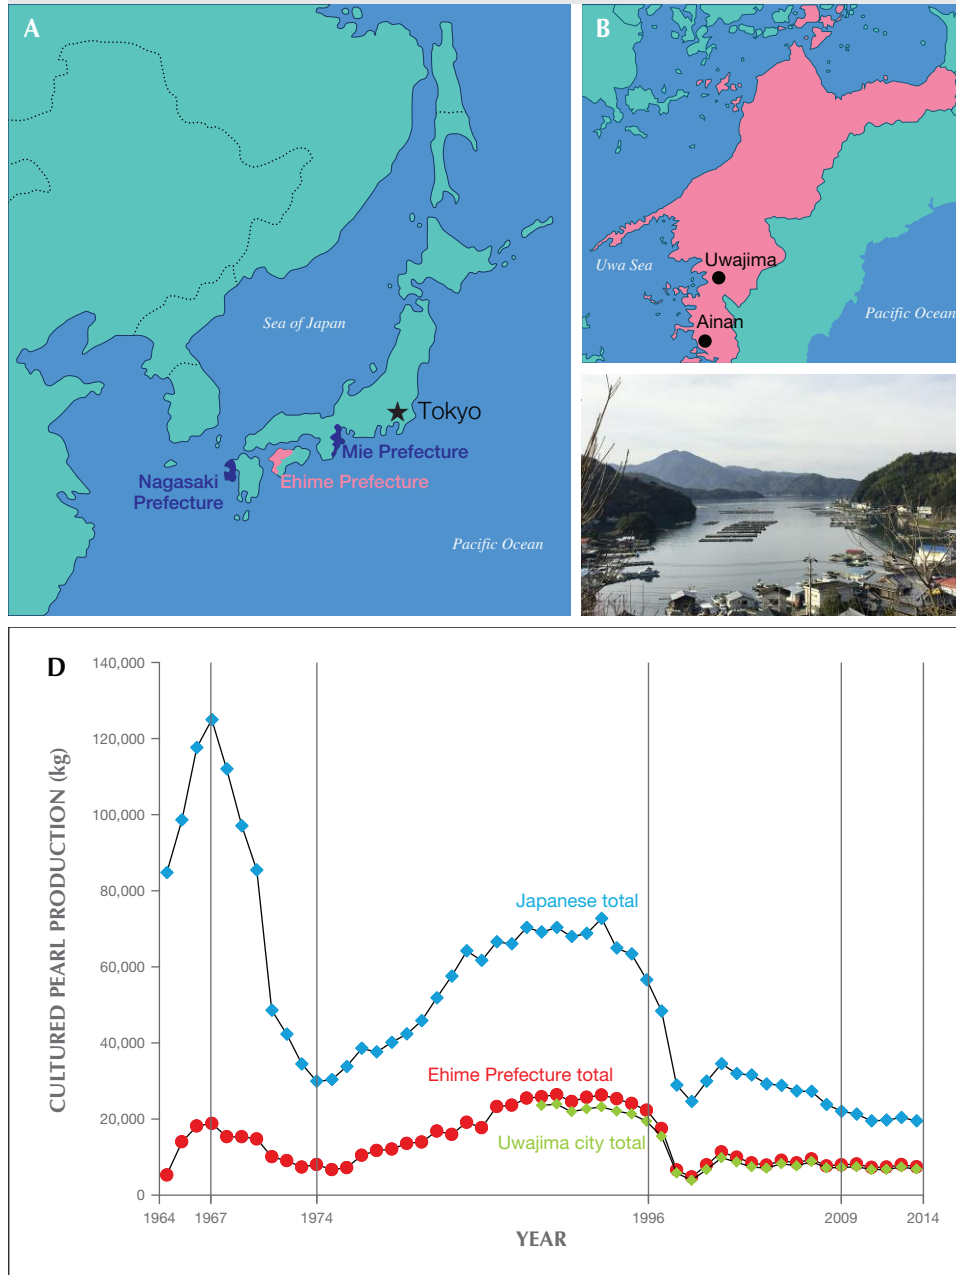 A
Sea of Japan
Tokyo
Mie Prefecture
Nagasaki
Prefecture
Ehime Prefecture
Pacific Ocean
B
Uwa Sea
Uwajima
Ainan
Pacific Ocean
D
CULTURED PEARL PRODUCTION (kg)
140,000
120,000
100,000
80,000
60,000
40,000
20,000
0
Japanese total
Ehime Prefecture total
Uwajima city total
1964
1967
1974
1996
2009
2014
YEAR